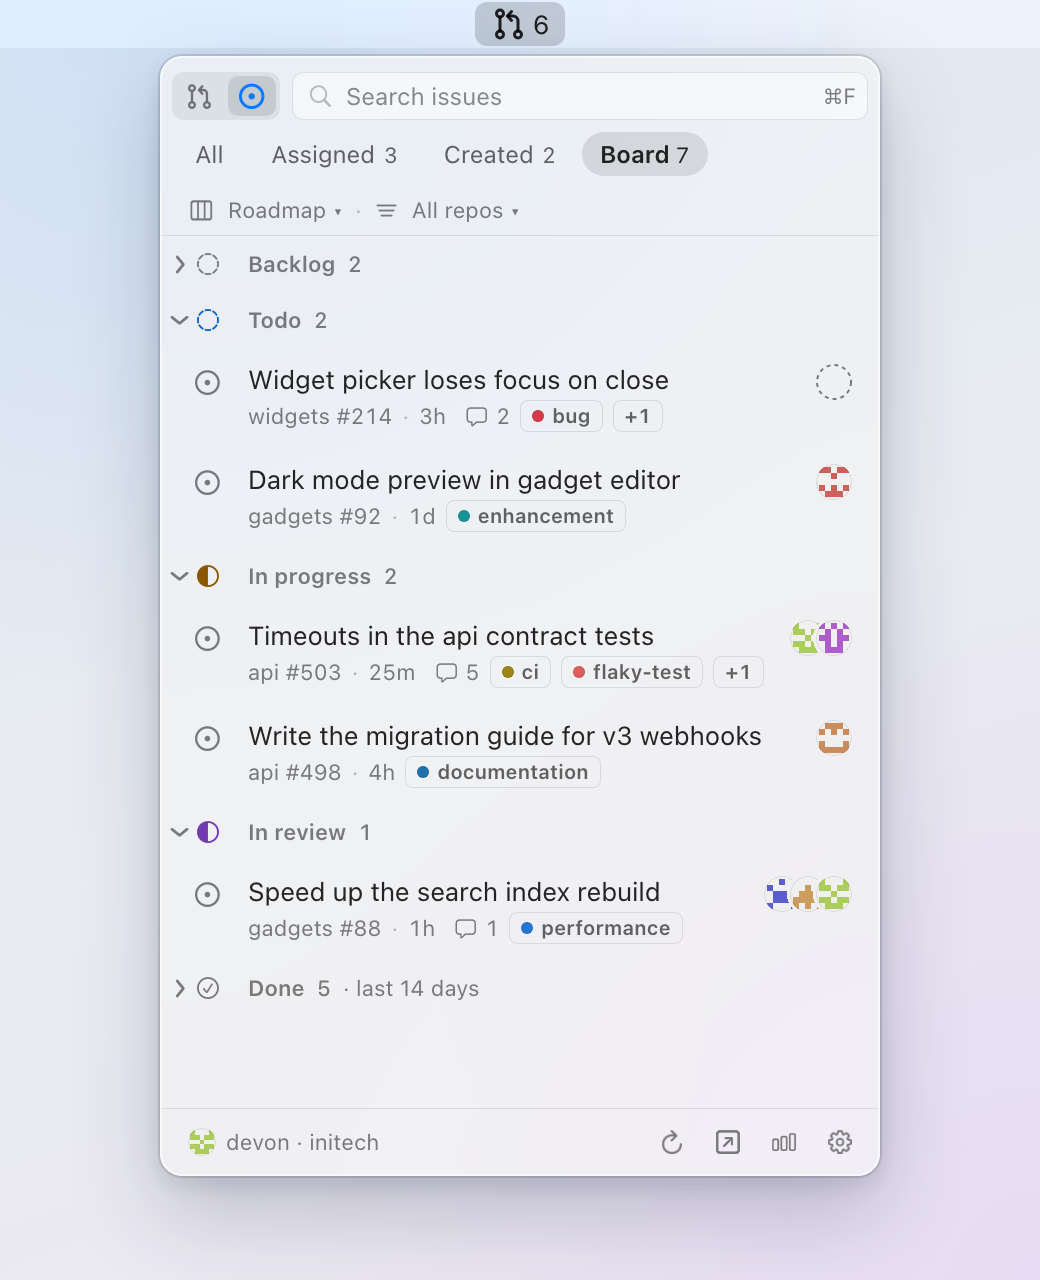 6
Search issues ⌘F
All Assigned 3 Created 2 Board 7
Roadmap ▾ · All repos ▾
Backlog 2
Todo 2
Widget picker loses focus on close
widgets #214 · 3h 2 bug +1
Dark mode preview in gadget editor
gadgets #92 · 1d enhancement
In progress 2
Timeouts in the api contract tests
api #503 · 25m 5 ci flaky-test +1
Write the migration guide for v3 webhooks
api #498 · 4h documentation
In review 1
Speed up the search index rebuild
gadgets #88 · 1h 1 performance
Done 5 · last 14 days
devon · initech